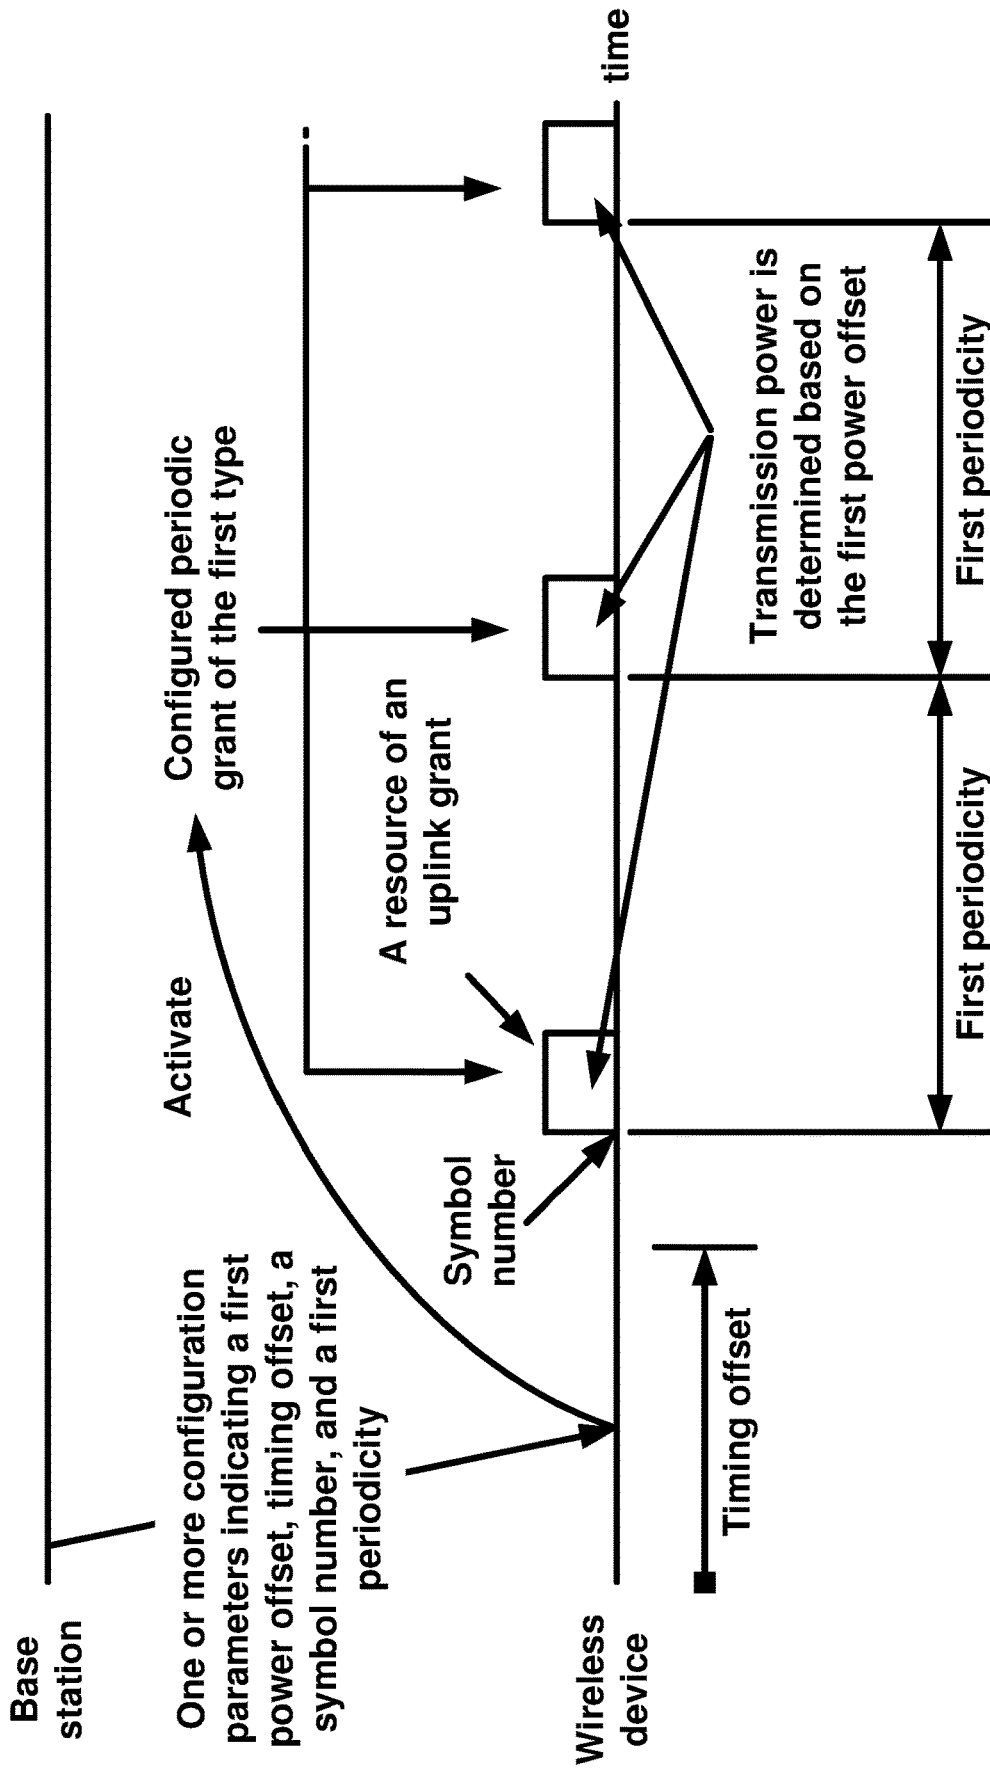 Base
station
One or more configuration
parameters indicating a first
power offset, timing offset, a
symbol number, and a first
periodicity
Activate
Configured periodic
grant of the first type
A resource of an
uplink grant
Symbol
number
Wireless
device
time
Timing offset
Transmission power is
determined based on
the first power offset
First periodicity
First periodicity